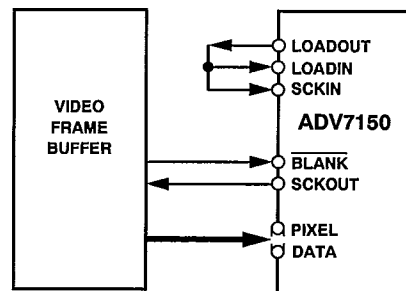 LOADOUT
LOADIN
SCKIN
ADV7150
VIDEO
FRAME
BUFFER
BLANK
SCKOUT
PIXEL
DATA